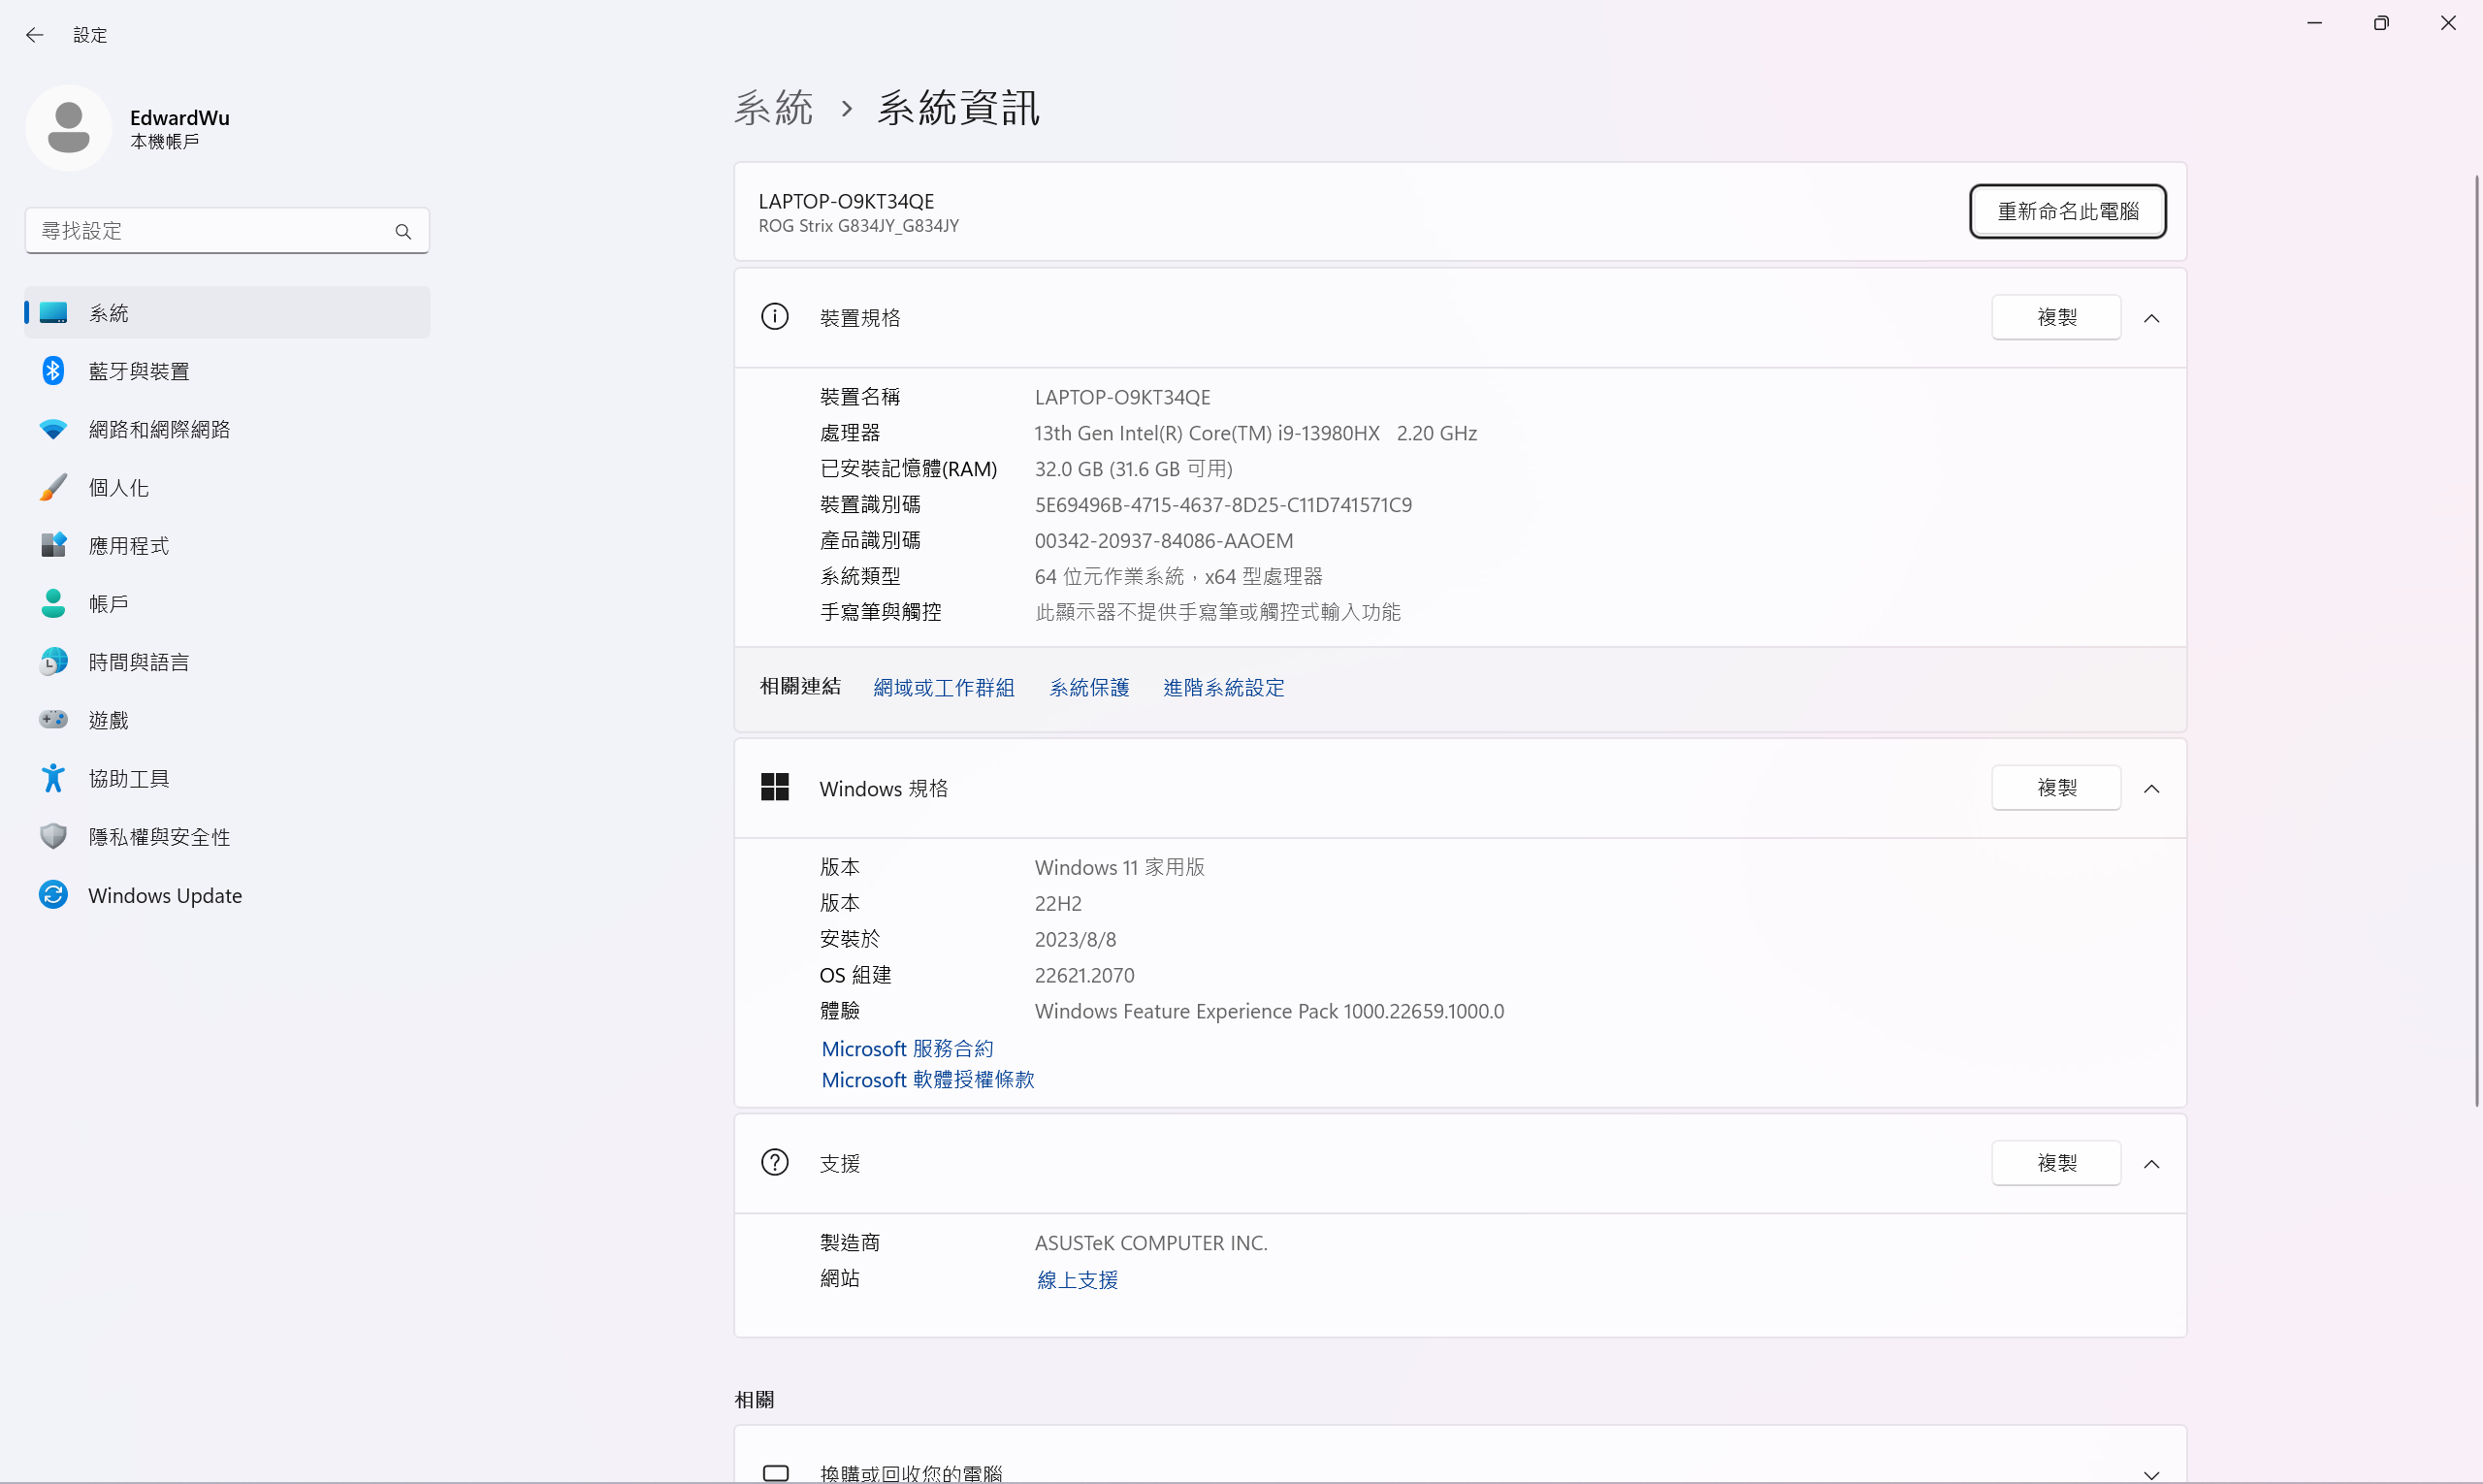 設定
EdwardWu
本機帳戶
尋找設定
系統
藍牙與裝置
網路和網際網路
個人化
應用程式
帳戶
時間與語言
遊戲
協助工具
隱私權與安全性
Windows Update
系統 › 系統資訊
LAPTOP-O9KT34QE
ROG Strix G834JY_G834JY
重新命名此電腦
裝置規格
複製
裝置名稱 LAPTOP-O9KT34QE
處理器 13th Gen Intel(R) Core(TM) i9-13980HX 2.20 GHz
已安裝記憶體(RAM) 32.0 GB (31.6 GB 可用)
裝置識別碼 5E69496B-4715-4637-8D25-C11D741571C9
產品識別碼 00342-20937-84086-AAOEM
系統類型 64 位元作業系統，x64 型處理器
手寫筆與觸控 此顯示器不提供手寫筆或觸控式輸入功能
相關連結 網域或工作群組 系統保護 進階系統設定
Windows 規格
複製
版本 Windows 11 家用版
版本 22H2
安裝於 2023/8/8
OS 組建 22621.2070
體驗 Windows Feature Experience Pack 1000.22659.1000.0
Microsoft 服務合約
Microsoft 軟體授權條款
支援
複製
製造商 ASUSTeK COMPUTER INC.
網站 線上支援
相關
換購或回收您的電腦